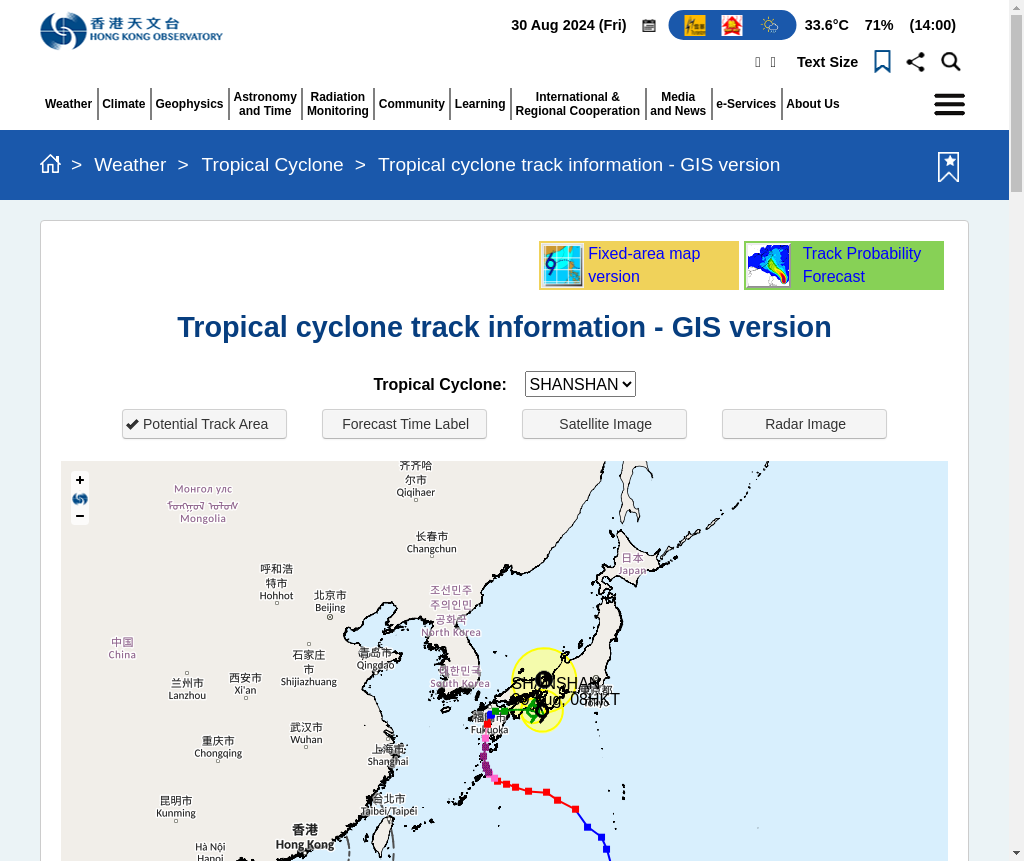 香港天文台
HONG KONG OBSERVATORY
30 Aug 2024 (Fri)
33.6°C 71% (14:00)
Text Size
Weather
Climate
Geophysics
Astronomy
and Time
Radiation
Monitoring
Community
Learning
International &
Regional Cooperation
Media
and News
e-Services
About Us
> Weather > Tropical Cyclone > Tropical cyclone track information - GIS version
Fixed-area map
version
Track Probability
Forecast
Tropical cyclone track information - GIS version
Tropical Cyclone:
SHANSHAN
Potential Track Area
Forecast Time Label
Satellite Image
Radar Image
+
−
Монгол улс
Mongolia
齐齐哈
尔市
Qiqihaer
长春市
Changchun
日本
Japan
呼和浩
特市
Hohhot
北京市
Beijing
조선민주
주의인민
공화국
North Korea
中国
China
石家庄
市
Shijiazhuang
青岛市
Qingdao
대한민국
South Korea
兰州市
Lanzhou
西安市
Xi'an
SHANSHAN
Aug, 08HKT
Tokyo
Fukuoka
武汉市
Wuhan
重庆市
Chongqing
上海市
Shanghai
昆明市
Kunming
台北市
Taibei/Taipei
香港
Hong Kong
Hà Nội
Hanoi